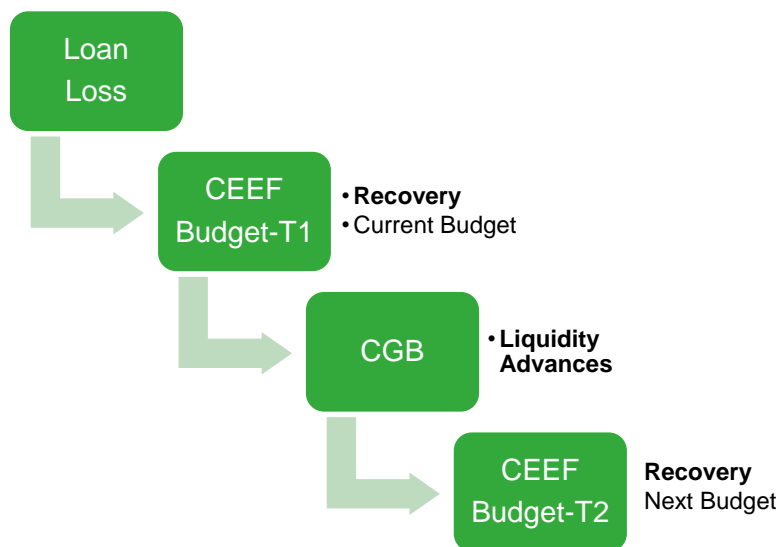 Loan
Loss
CEEF
Budget-T1
• Recovery
• Current Budget
CGB
• Liquidity
Advances
CEEF
Budget-T2
Recovery
Next Budget